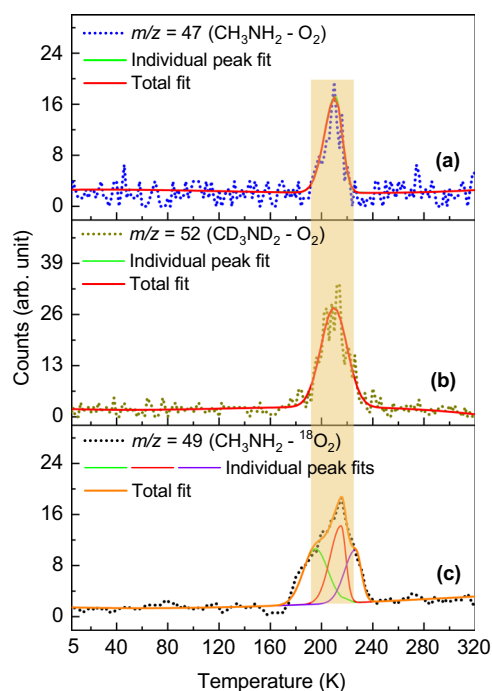 24
16
8
0
m/z = 47 (CH₃NH₂ - O₂)
Individual peak fit
Total fit
(a)
39
26
13
0
m/z = 52 (CD₃ND₂ - O₂)
Individual peak fit
Total fit
(b)
24
16
8
0
m/z = 49 (CH₃NH₂ - ¹⁸O₂)
Individual peak fits
Total fit
(c)
Counts (arb. unit)
5 40 80 120 160 200 240 280 320
Temperature (K)